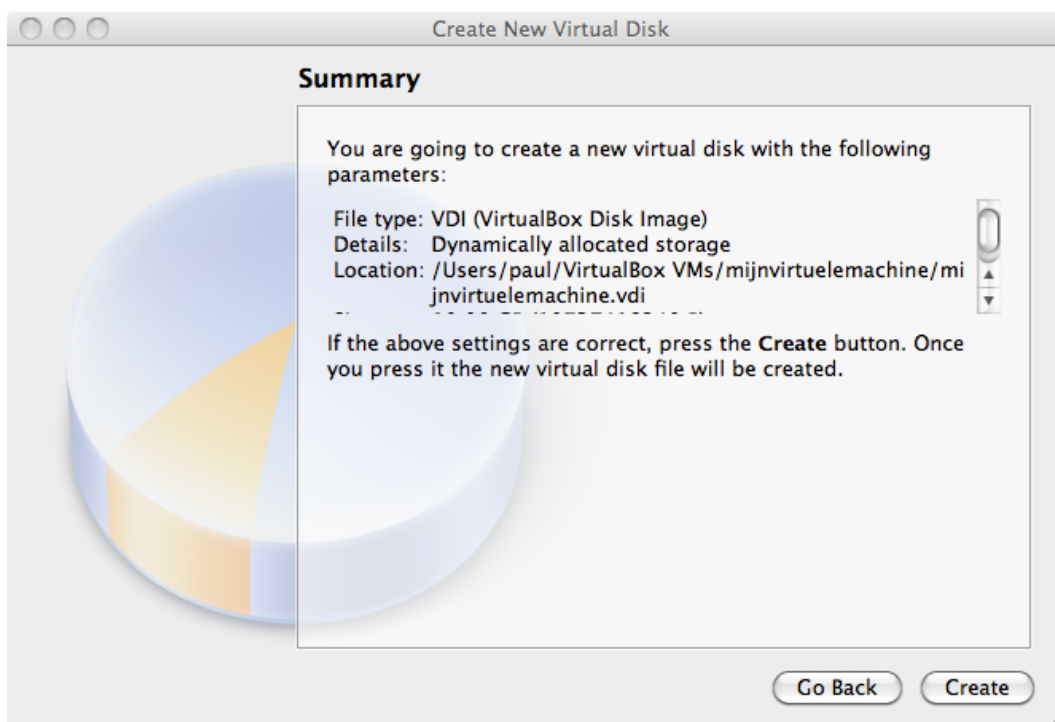 Create New Virtual Disk
Summary
You are going to create a new virtual disk with the following
parameters:
File type: VDI (VirtualBox Disk Image)
Details: Dynamically allocated storage
Location: /Users/paul/VirtualBox VMs/mijnvirtuelemachine/mi
jnvirtuelemachine.vdi
If the above settings are correct, press the Create button. Once
you press it the new virtual disk file will be created.
Go Back
Create